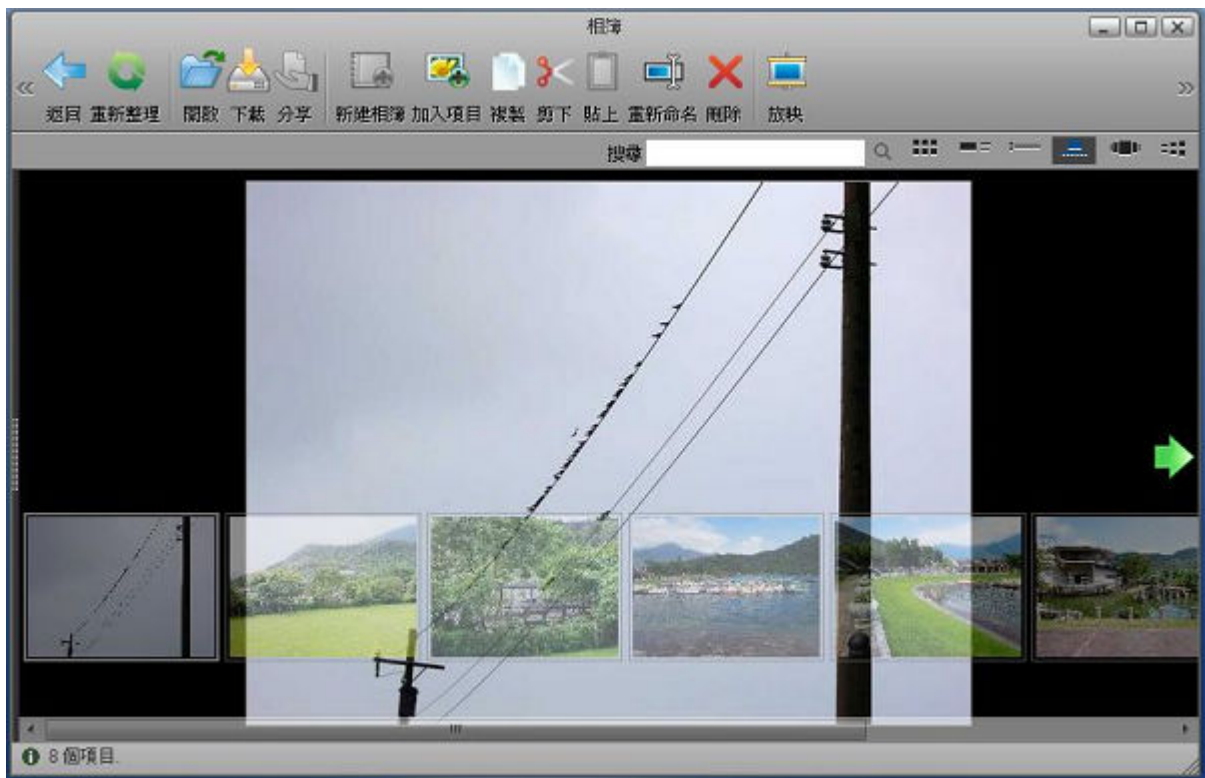 相簿
返回 重新整理 開啟 下載 分享 新建相簿 加入項目 複製 剪下 貼上 重新命名 刪除 放映
搜尋
8 個項目.